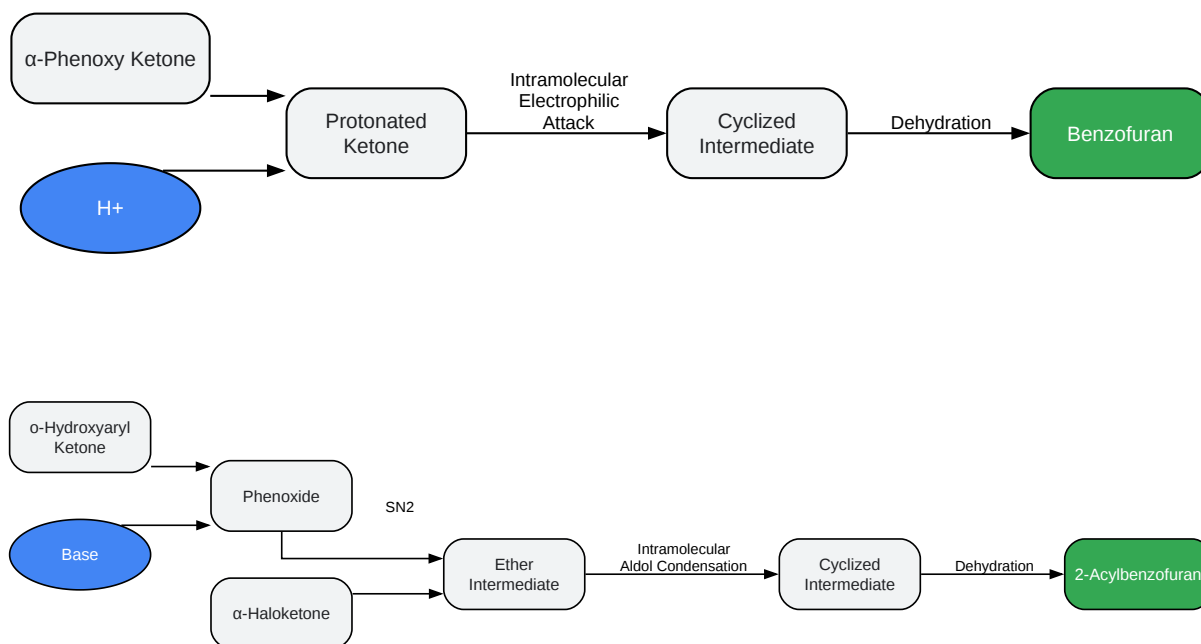 α-Phenoxy Ketone
H+
Protonated
Ketone
Intramolecular
Electrophilic
Attack
Cyclized
Intermediate
Dehydration
Benzofuran
o-Hydroxyaryl
Ketone
Base
Phenoxide
SN2
α-Haloketone
Ether
Intermediate
Intramolecular
Aldol Condensation
Cyclized
Intermediate
Dehydration
2-Acylbenzofuran